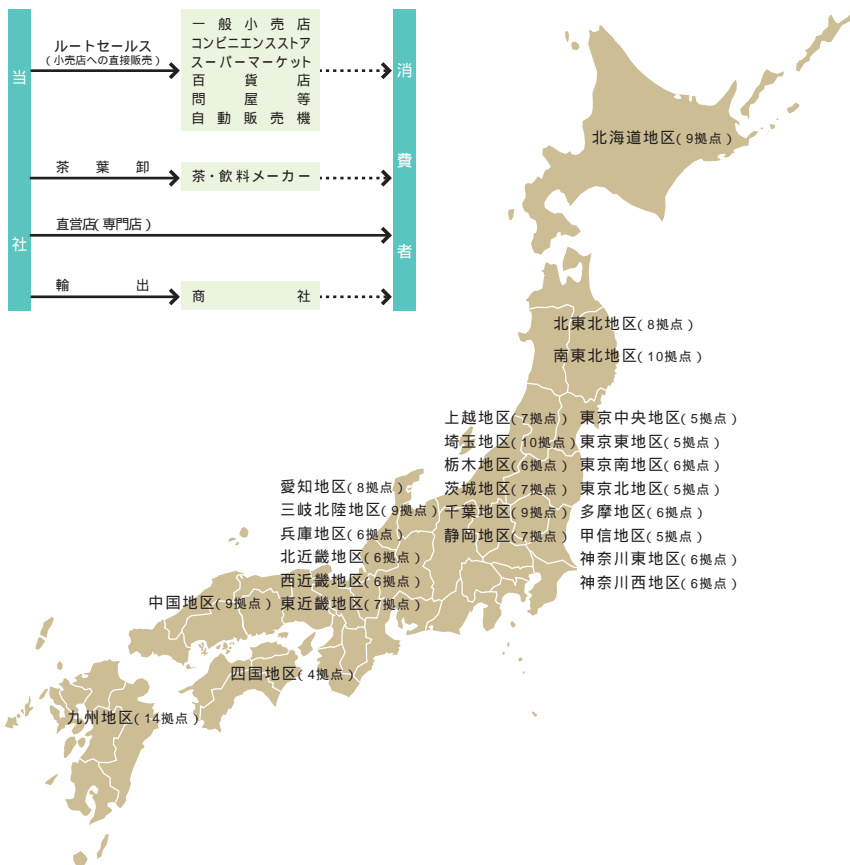 当社
ルートセールス
(小売店への直接販売)
一般小売店
コンビニエンスストア
スーパーマーケット
百貨店
問屋等
自動販売機
茶葉卸
茶・飲料メーカー
直営店(専門店)
輸出
商社
消費者
北海道地区(9拠点)
北東北地区(8拠点)
南東北地区(10拠点)
上越地区(7拠点)
埼玉地区(10拠点)
栃木地区(6拠点)
茨城地区(7拠点)
千葉地区(9拠点)
静岡地区(7拠点)
東京中央地区(5拠点)
東京東地区(5拠点)
東京南地区(6拠点)
東京北地区(5拠点)
多摩地区(6拠点)
甲信地区(5拠点)
神奈川東地区(6拠点)
神奈川西地区(6拠点)
愛知地区(8拠点)
三岐北陸地区(9拠点)
兵庫地区(6拠点)
北近畿地区(6拠点)
西近畿地区(6拠点)
東近畿地区(7拠点)
中国地区(9拠点)
四国地区(4拠点)
九州地区(14拠点)